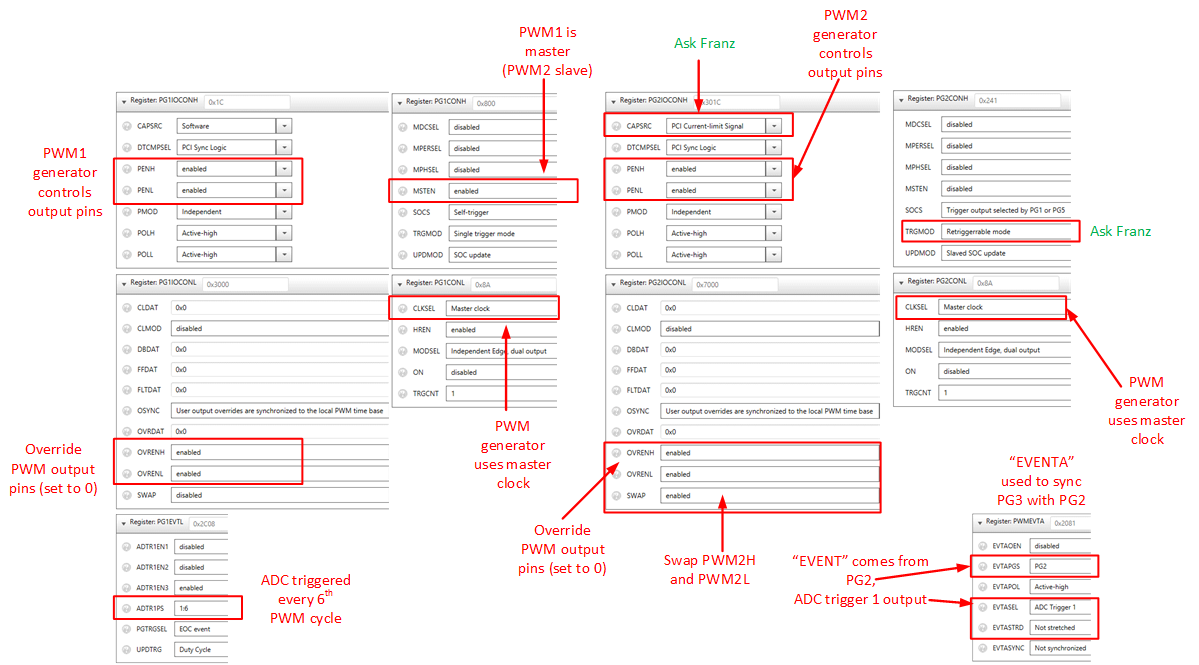 PWM1 is
master
(PWM2 slave)
Ask Franz
PWM2
generator
controls
output pins
Register: PG1IOCONH 0x1C
CAPSRC Software
DTCMPSEL PCI Sync Logic
PENH enabled
PENL enabled
PMOD Independent
POLH Active-high
POLL Active-high
PWM1
generator
controls
output pins
Register: PG1CONH 0x800
MDCSEL disabled
MPERSEL disabled
MPHSEL disabled
MSTEN enabled
SOCS Self-trigger
TRGMOD Single trigger mode
UPDMOD SOC update
Register: PG2IOCONH 0x301C
CAPSRC PCI Current-limit Signal
DTCMPSEL PCI Sync Logic
PENH enabled
PENL enabled
PMOD Independent
POLH Active-high
POLL Active-high
Register: PG2CONH 0x241
MDCSEL disabled
MPERSEL disabled
MPHSEL disabled
MSTEN disabled
SOCS Trigger output selected by PG1 or PG5
TRGMOD Retriggerrable mode
UPDMOD Slaved SOC update
Ask Franz
Register: PG1IOCONL 0x3000
CLDAT 0x0
CLMOD disabled
DBDAT 0x0
FFDAT 0x0
FLTDAT 0x0
OSYNC User output overrides are synchronized to the local PWM time base
OVRDAT 0x0
OVRENH enabled
OVRENL enabled
SWAP disabled
Override
PWM output
pins (set to 0)
Register: PG1CONL 0x8A
CLKSEL Master clock
HREN enabled
MODSEL Independent Edge, dual output
ON disabled
TRGCNT 1
PWM
generator
uses master
clock
Register: PG2IOCONL 0x7000
CLDAT 0x0
CLMOD disabled
DBDAT 0x0
FFDAT 0x0
FLTDAT 0x0
OSYNC User output overrides are synchronized to the local PWM time base
OVRDAT 0x0
OVRENH enabled
OVRENL enabled
SWAP enabled
Override
PWM output
pins (set to 0)
Swap PWM2H
and PWM2L
Register: PG2CONL 0x8A
CLKSEL Master clock
HREN enabled
MODSEL Independent Edge, dual output
ON disabled
TRGCNT 1
PWM
generator
uses master
clock
Register: PG1EVTL 0x2C08
ADTR1EN1 disabled
ADTR1EN2 disabled
ADTR1EN3 enabled
ADTR1PS 1:6
PGTRGSEL EOC event
UPDTRG Duty Cycle
ADC triggered
every 6th
PWM cycle
“EVENTA”
used to sync
PG3 with PG2
“EVENT” comes from
PG2,
ADC trigger 1 output
Register: PWMEVTA 0x2081
EVTAOEN disabled
EVTAPGS PG2
EVTAPOL Active-high
EVTASEL ADC Trigger 1
EVTASTRD Not stretched
EVTASYNC Not synchronized